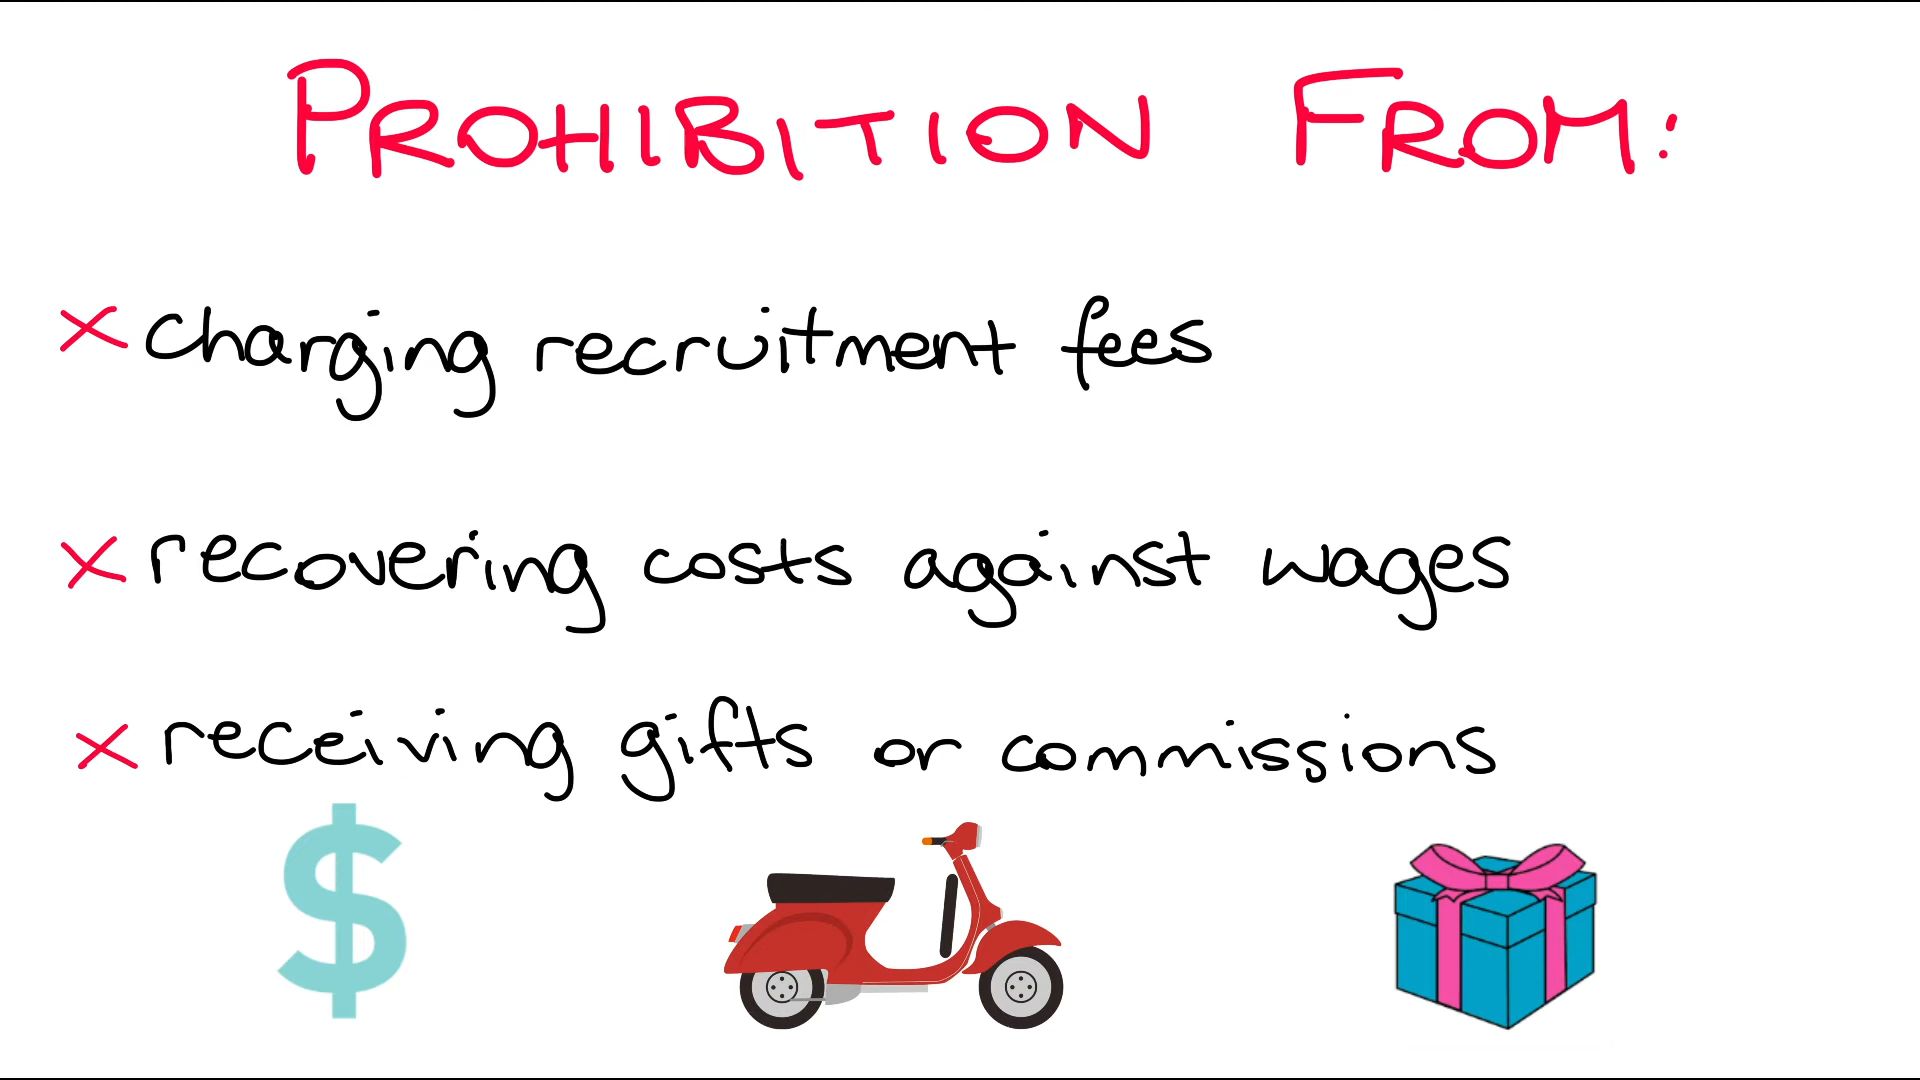 PROHIBITION FROM:
x charging recruitment fees
x recovering costs against wages
x receiving gifts or commissions
$